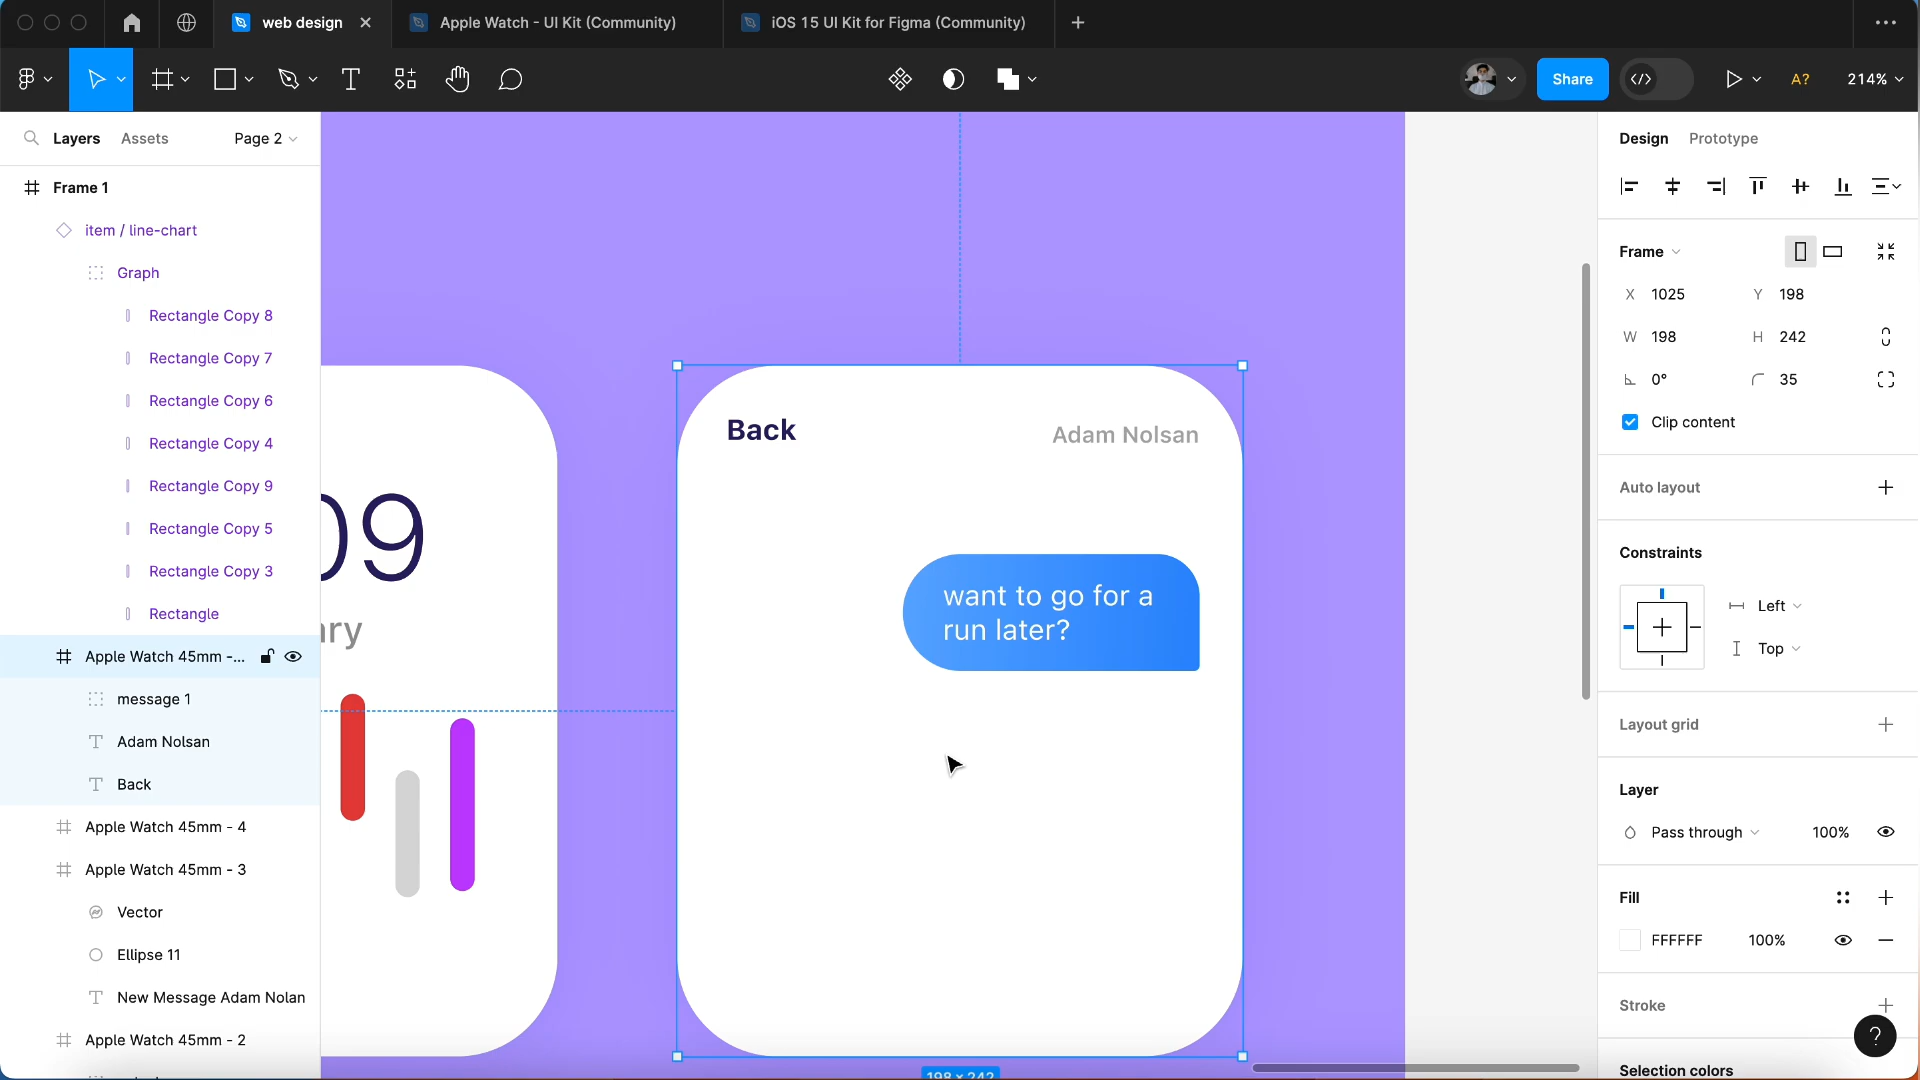 web design
Apple Watch - UI Kit (Community)
iOS 15 UI Kit for Figma (Community)
Share
A?
214%
Layers
Assets
Page 2
Frame 1
item / line-chart
Graph
Rectangle Copy 8
Rectangle Copy 7
Rectangle Copy 6
Rectangle Copy 4
Rectangle Copy 9
Rectangle Copy 5
Rectangle Copy 3
Rectangle
Apple Watch 45mm -...
message 1
Adam Nolsan
Back
Apple Watch 45mm - 4
Apple Watch 45mm - 3
Vector
Ellipse 11
New Message Adam Nolan
Apple Watch 45mm - 2
09
ry
Back
Adam Nolsan
want to go for a
run later?
198 × 242
Design
Prototype
Frame
X 1025
Y 198
W 198
H 242
0°
35
Clip content
Auto layout
Constraints
Left
Top
Layout grid
Layer
Pass through
100%
Fill
FFFFFF
100%
Stroke
?
Selection colors